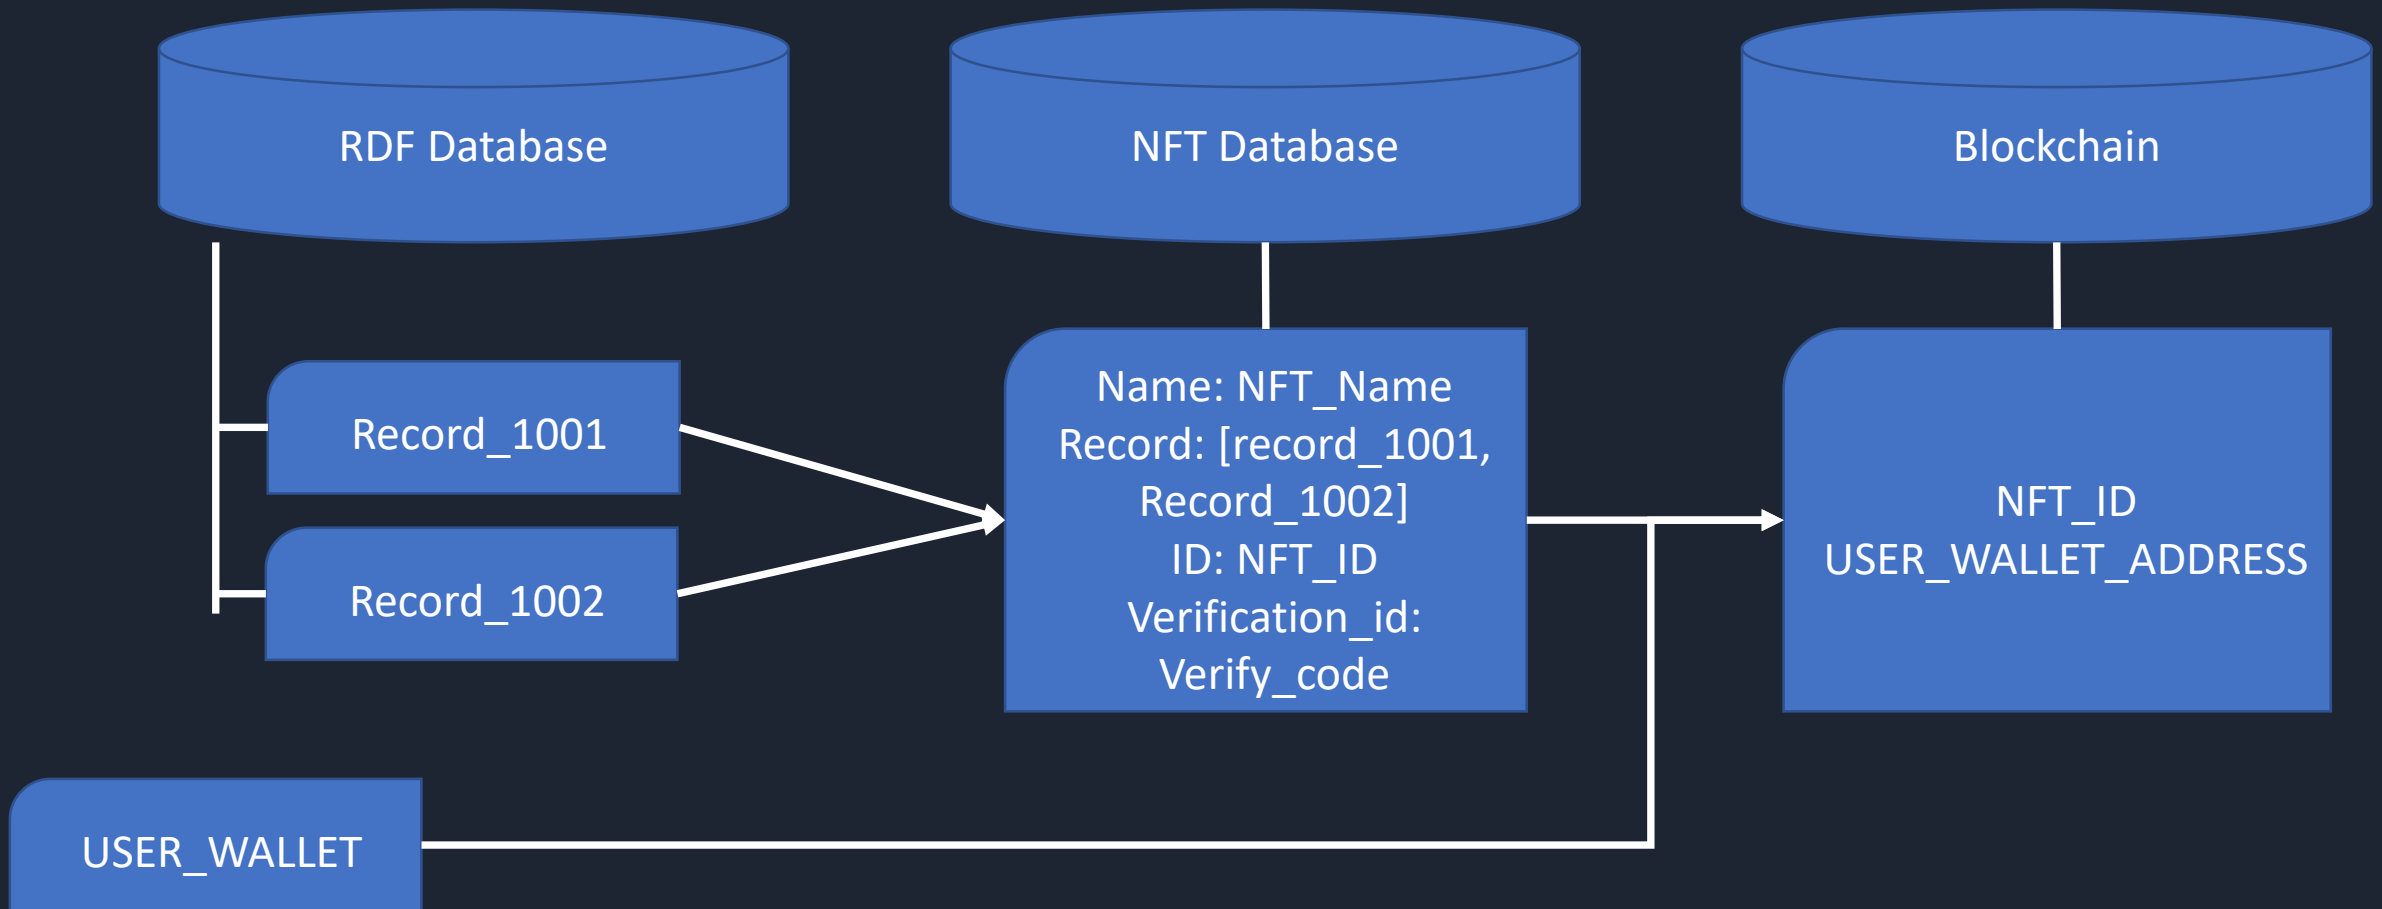 RDF Database
NFT Database
Blockchain
Record_1001
Record_1002
Name: NFT_Name
Record: [record_1001,
Record_1002]
ID: NFT_ID
Verification_id:
Verify_code
NFT_ID
USER_WALLET_ADDRESS
USER_WALLET